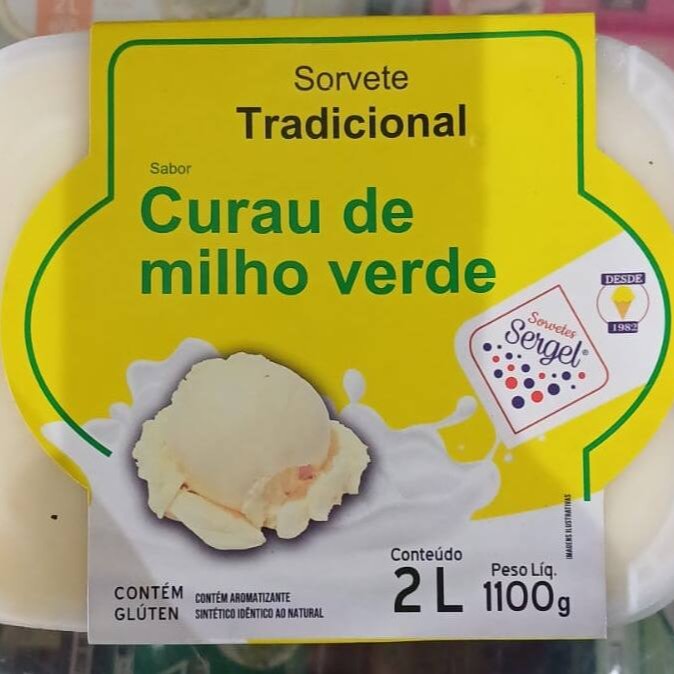 Sorvete
Tradicional
Sabor
Curau de
milho verde
DESDE
1982
Sorvetes
Sergel®
IMAGENS ILUSTRATIVAS
Conteúdo
2 L
Peso Líq.
1100g
CONTÉM
GLÚTEN
CONTÉM AROMATIZANTE
SINTÉTICO IDÊNTICO AO NATURAL